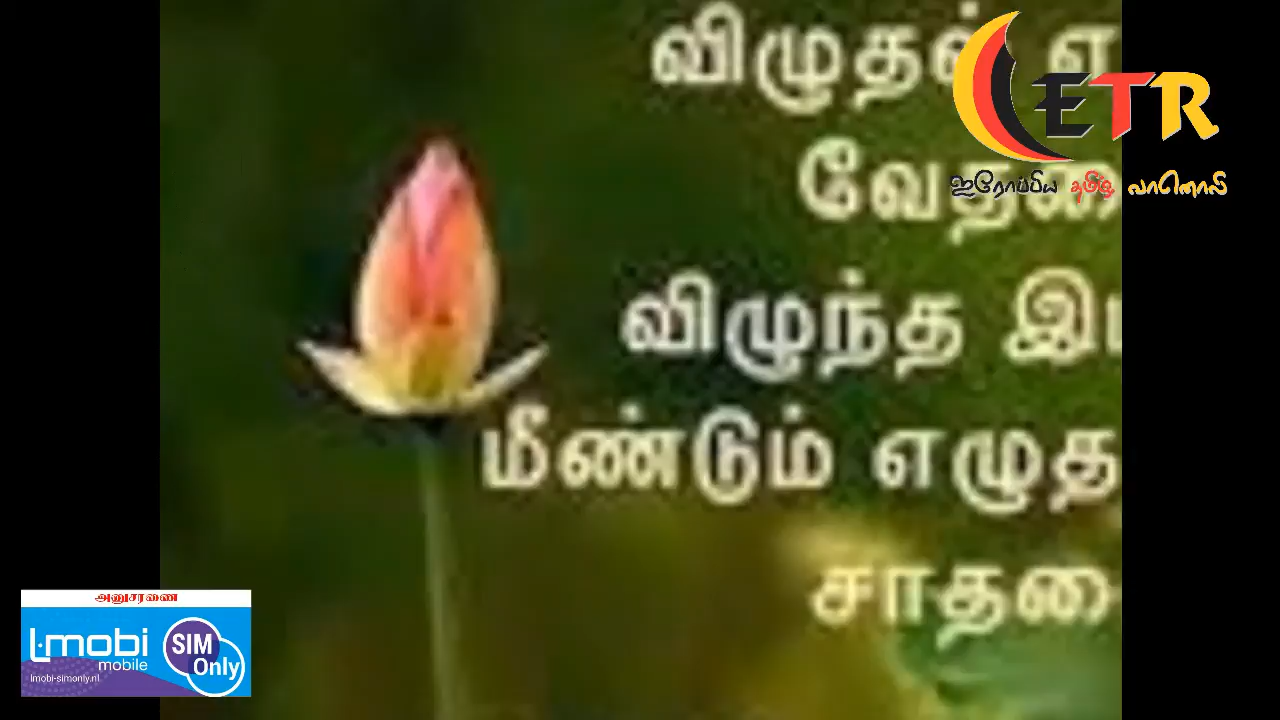 விழுதல் எ
வேதனை
விழுந்த இ
மீண்டும் எழுத
சாதனை
ETR
ஐரோப்பிய தமிழ் வானொலி
அனுசரணை
L-mobi
mobile
SIM
Only
lmobi-simonly.nl